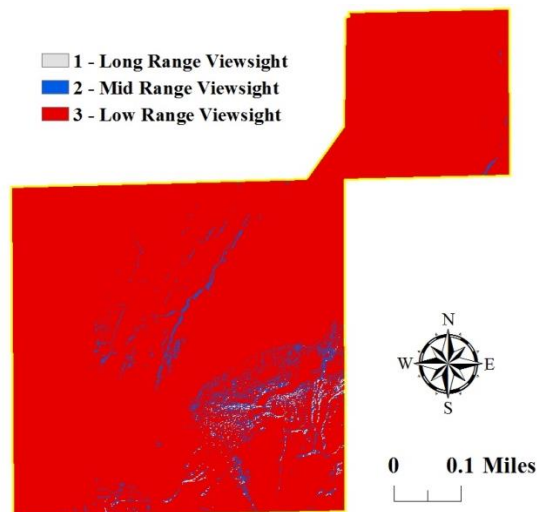 1 - Long Range Viewsight
2 - Mid Range Viewsight
3 - Low Range Viewsight
N
W E
S
0 0.1 Miles